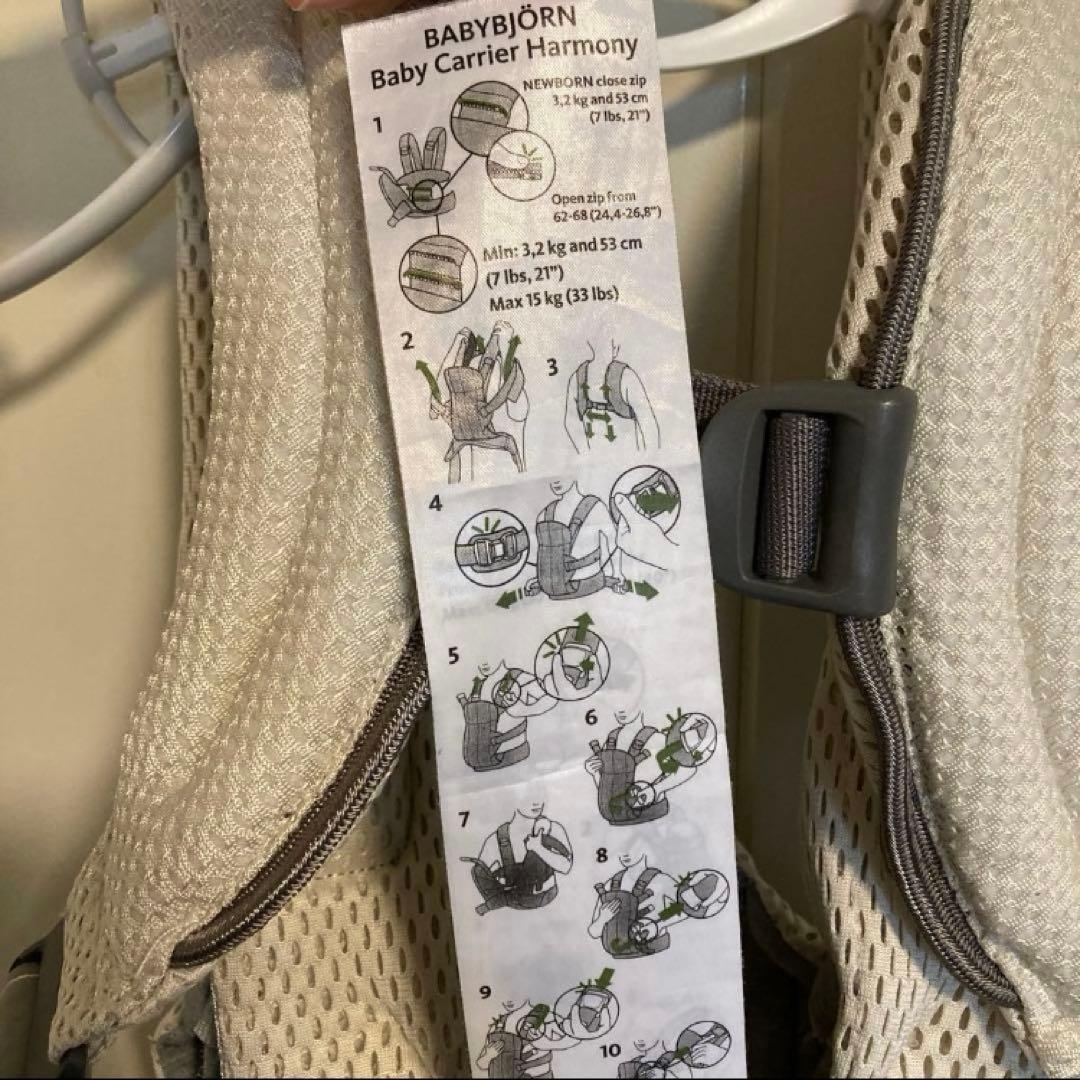 BABYBJÖRN
Baby Carrier Harmony
NEWBORN close zip
3,2 kg and 53 cm
(7 lbs, 21")
1
Open zip from
62-68 (24,4-26,8")
Min: 3,2 kg and 53 cm
(7 lbs, 21")
Max 15 kg (33 lbs)
2
3
4
5
6
7
8
9
10